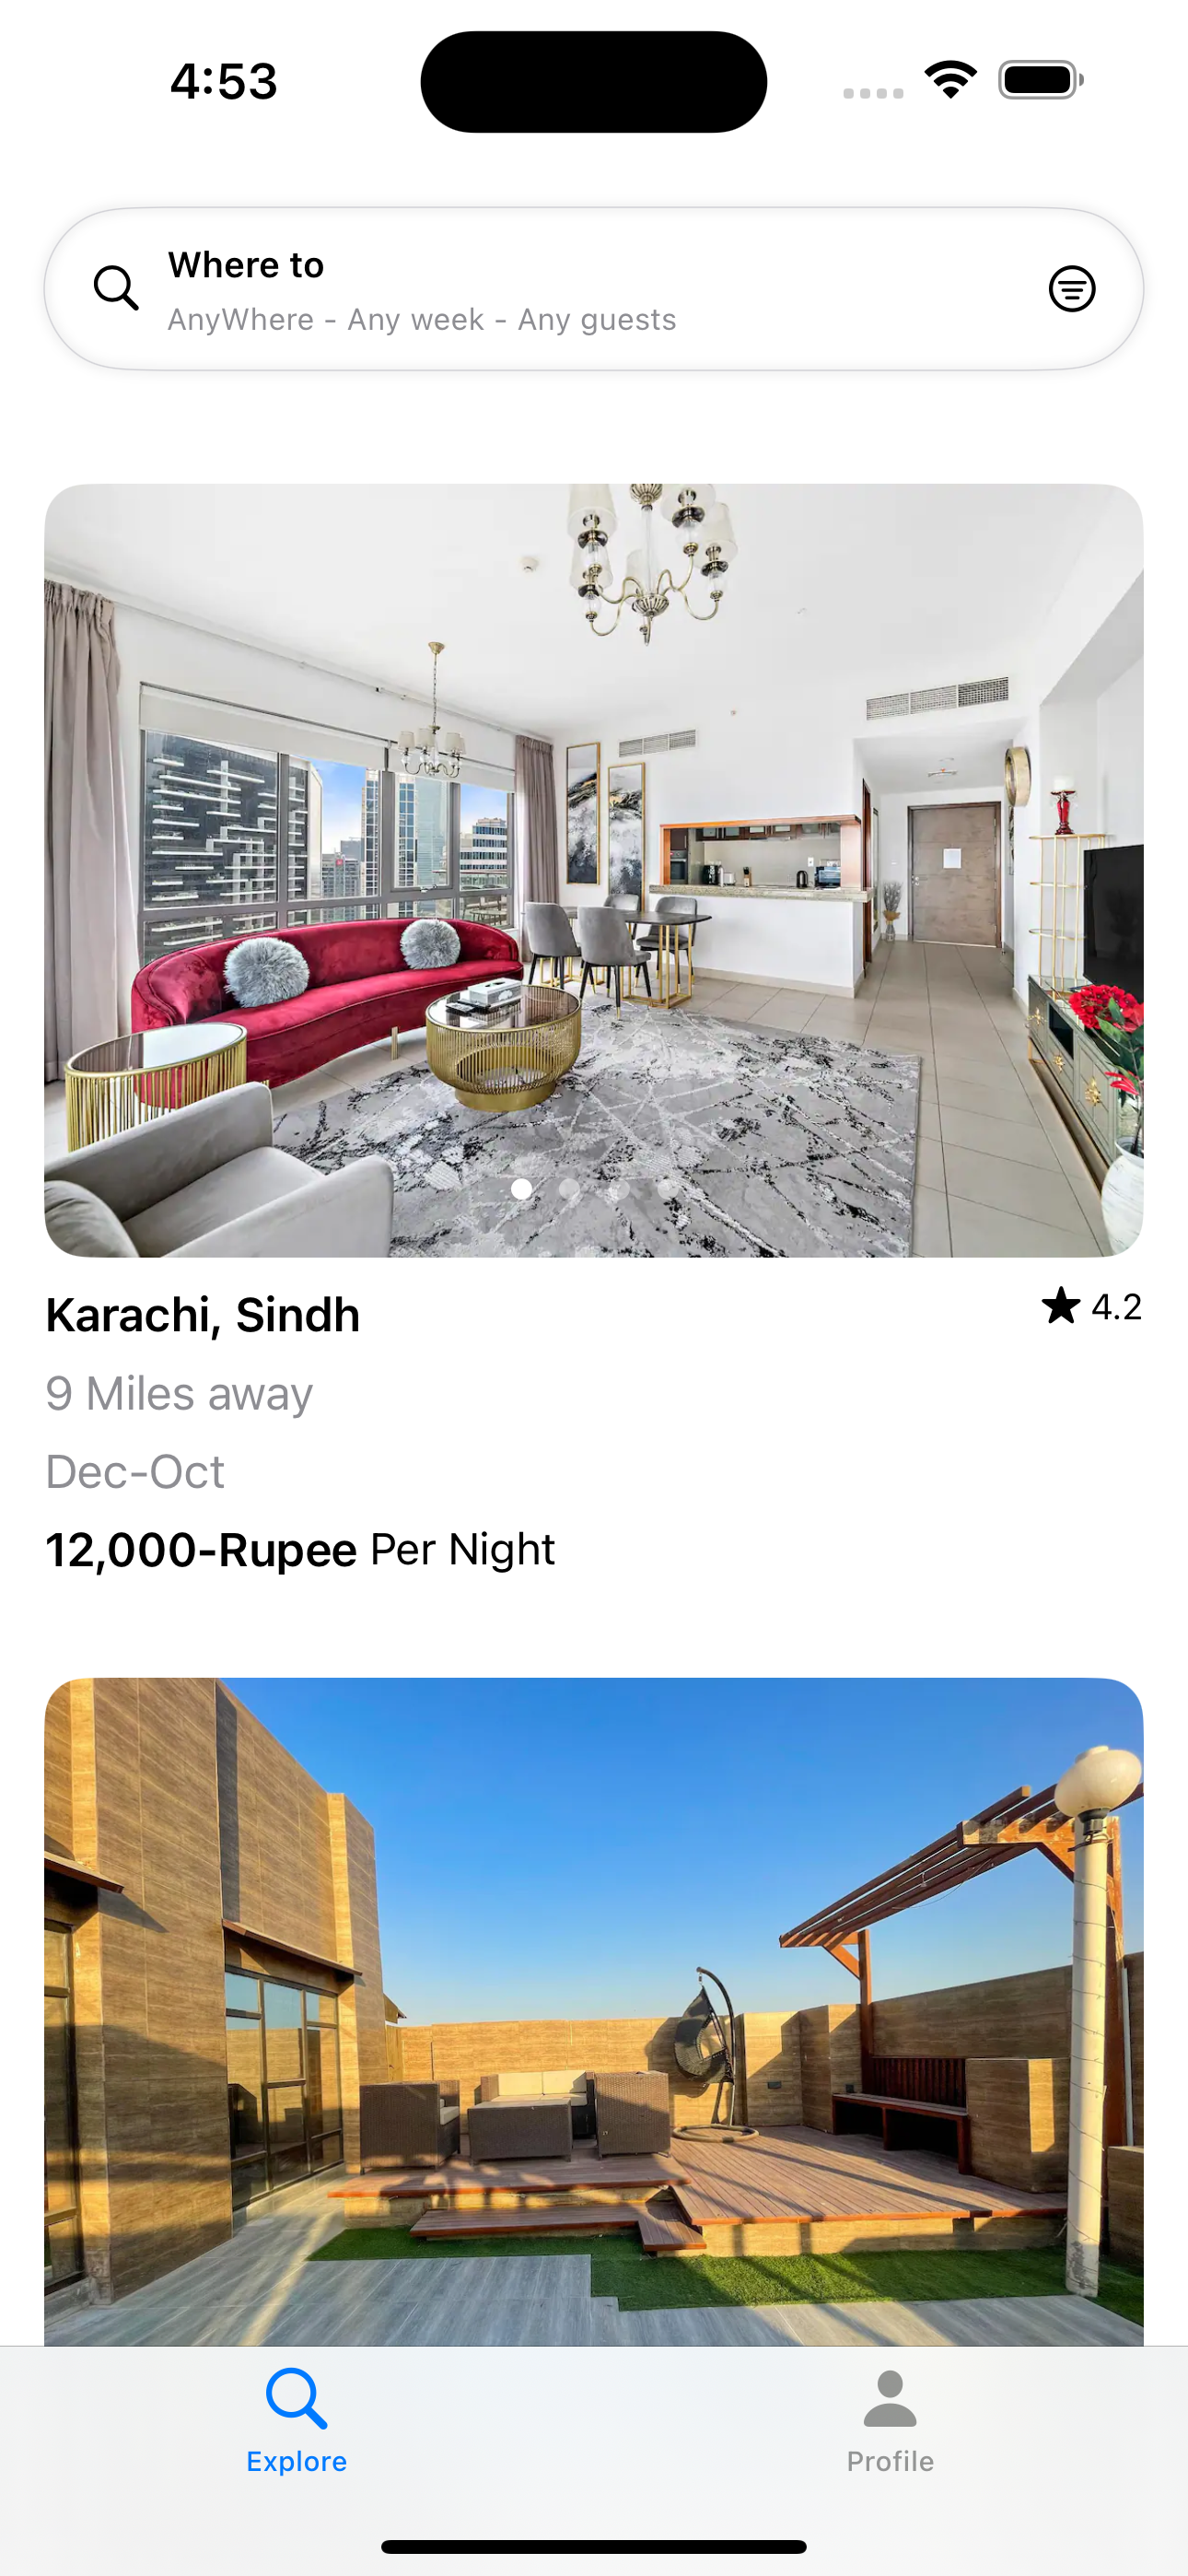 4:53
Where to
AnyWhere - Any week - Any guests
Karachi, Sindh
4.2
9 Miles away
Dec-Oct
12,000-Rupee Per Night
Explore
Profile